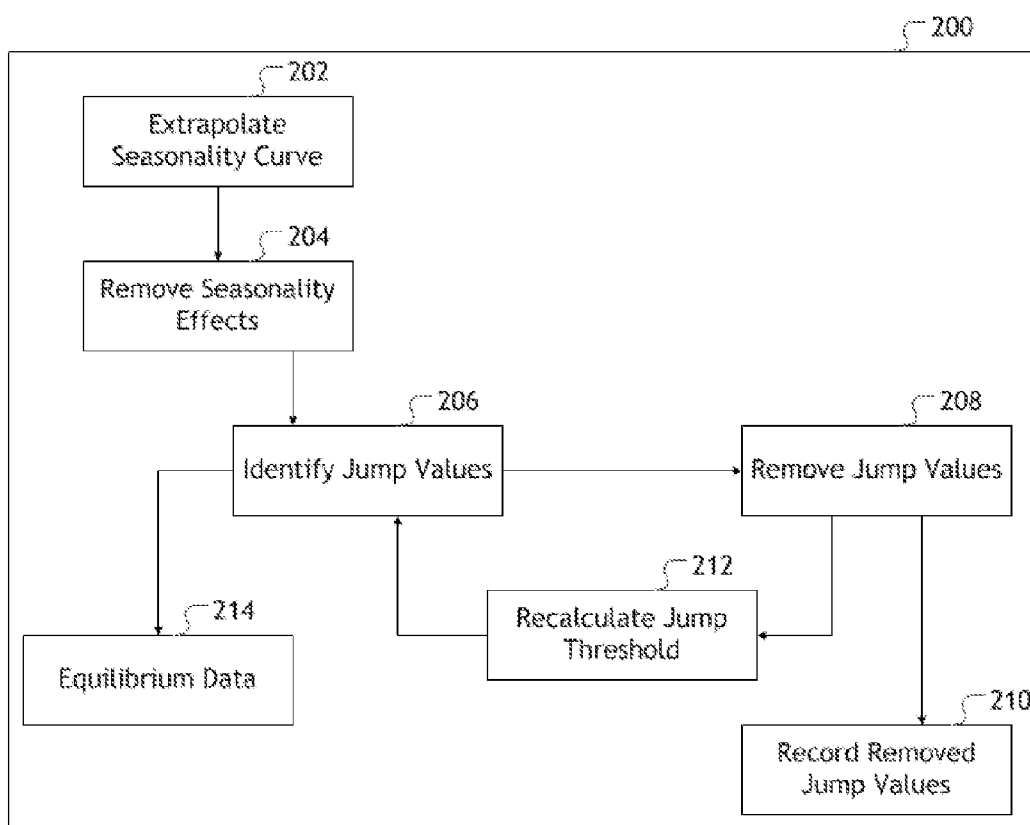 200
202
Extrapolate
Seasonality Curve
204
Remove Seasonality
Effects
206
Identify Jump Values
208
Remove Jump Values
212
Recalculate Jump
Threshold
214
Equilibrium Data
210
Record Removed
Jump Values